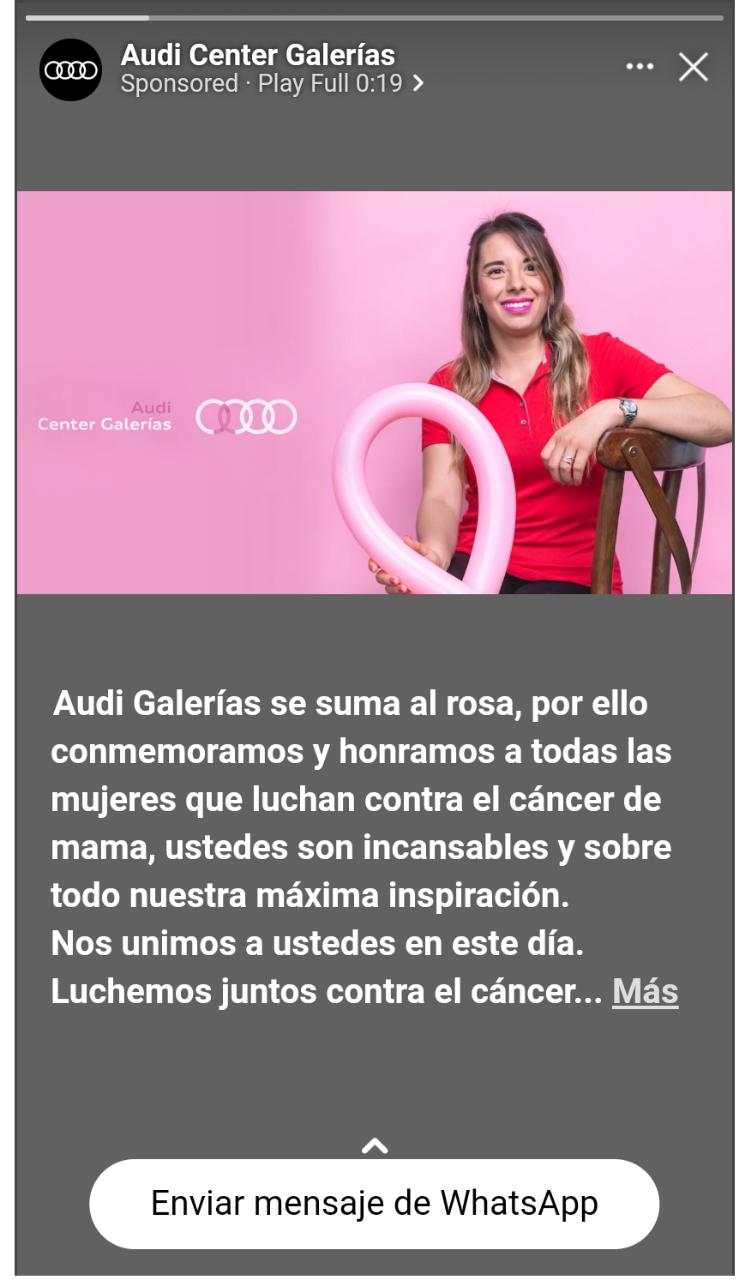 Audi Center Galerías
Sponsored · Play Full 0:19
Audi
Center Galerías
Audi Galerías se suma al rosa, por ello
conmemoramos y honramos a todas las
mujeres que luchan contra el cáncer de
mama, ustedes son incansables y sobre
todo nuestra máxima inspiración.
Nos unimos a ustedes en este día.
Luchemos juntos contra el cáncer... Más
Enviar mensaje de WhatsApp